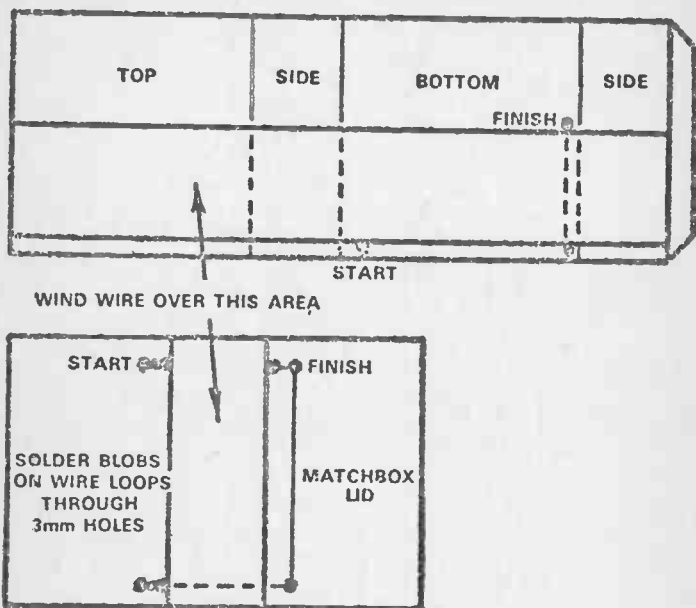 TOP
SIDE
BOTTOM
SIDE
FINISH
START
WIND WIRE OVER THIS AREA
START
FINISH
SOLDER BLOBS
ON WIRE LOOPS
THROUGH
3mm HOLES
MATCHBOX
LID